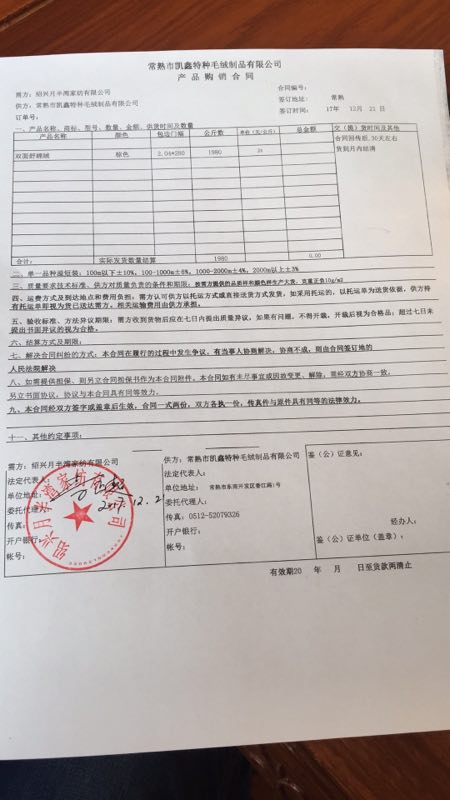 常熟市凯鑫特种毛绒制品有限公司
产品购销合同
需方：绍兴月半湾家纺有限公司
合同编号：
供方：常熟市凯鑫特种毛绒制品有限公司
签订地址： 常熟
订单号：
签订时间： 17年 12月 21 日
一、产品名称、商标、型号、数量、金额、供货时间及数量
产品名称 颜色 包边门幅 公斤数 单价（元/公斤） 总金额 交（提）货时间及其他
双面舒棉绒 棕色 2.04*280 1980
合同回传后，30天左右
货到月内结清
合计： 实际发货数量结算 1980 0.00
二、单一品种溢短装：100m以下±10%，100-1000m±6%，1000-2000m±4%，2000m以上±3%
三、质量要求技术标准、供方对质量负责的条件和期限：按需方提供的品质样和颜色样生产大货，克重正负10g/m2
四、运费方式及到达地点和费用负担：需方认可供方以托运方式或直接送货方式发货；如采用托运的，以托运单为送货依据，供方持
有托运单即视为货已送达需方。相关运输费用由供方承担。
五、验收标准、方法异议期限：需方收到货物后应在七日内提出质量异议，如果有问题，不得开裁，开裁后视为合格品；超过七日未
提出书面异议的视为合格。
六、结算方式及期限：
七、解决合同纠纷的方式：本合同在履行的过程中发生争议，有当事人协商解决，协商不成，则由合同签订地的
人民法院解决
八、如需提供担保、则另立合同担保书作为本合同附件，本合同如有未尽事宜或因故变更、解除，需经双方协商一致，
另立书面协议，协议与本合同具有同等效力。
九、本合同经双方签字或盖章后生效，合同一式两份，双方各执一份，传真件与原件具有同等的法律效力。
十一、其他约定事项：
需方：绍兴月半湾家纺有限公司
法定代表人：
单位地址：
委托代理人：
2017.12.21
传真：
开户银行：
帐号：
绍兴月半湾家纺有限公司
供方：常熟市凯鑫特种毛绒制品有限公司
法定代表人：
单位地址： 常熟市东南开发区香江路1号
委托代理人：
传真：0512-52079326
开户银行：
帐号：
鉴（公）证意见：
经办人：
鉴（公）证单位（盖章）：
有效期20 年 月 日至货款两清止